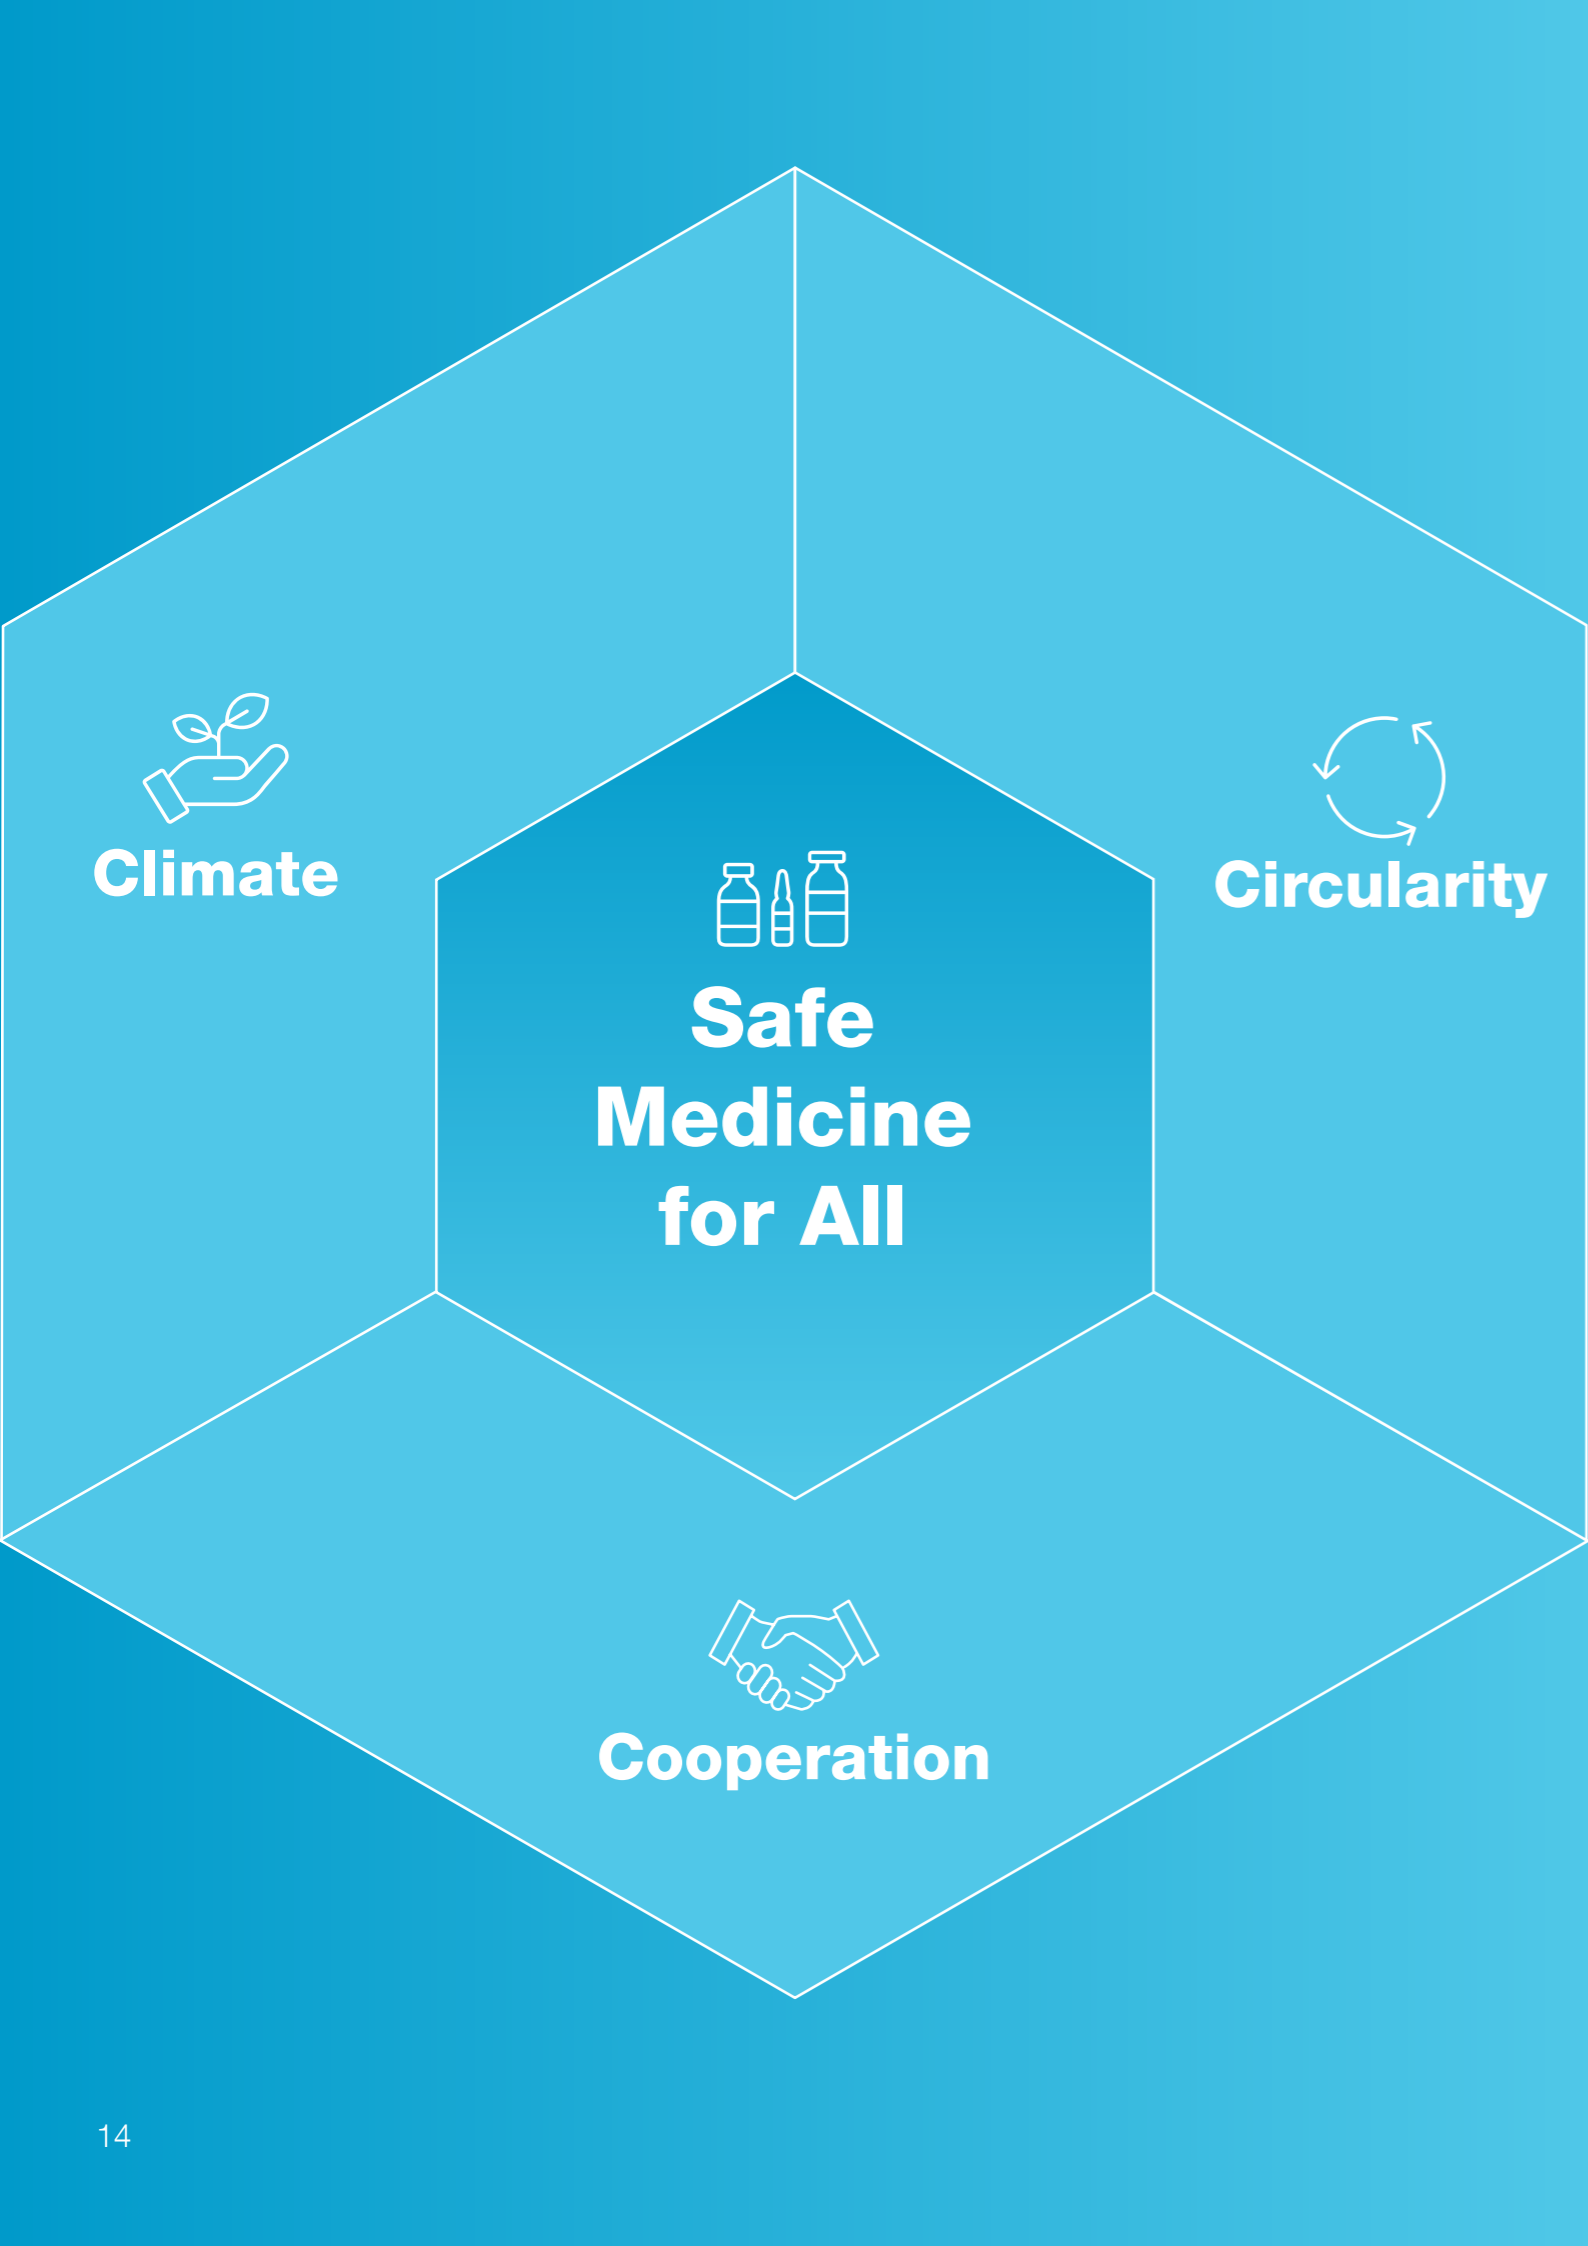 Climate
Circularity
Safe
Medicine
for All
Cooperation
14